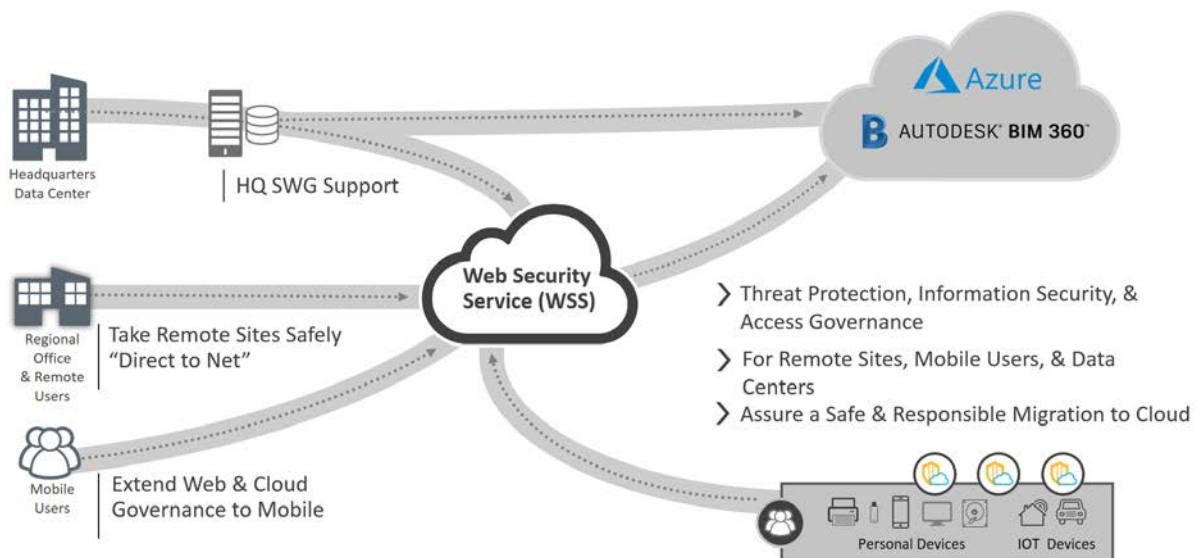 Azure
B AUTODESK® BIM 360™
Headquarters
Data Center
HQ SWG Support
Web Security
Service (WSS)
Regional
Office
& Remote
Users
Take Remote Sites Safely
“Direct to Net”
Mobile
Users
Extend Web & Cloud
Governance to Mobile
Threat Protection, Information Security, &
Access Governance
For Remote Sites, Mobile Users, & Data
Centers
Assure a Safe & Responsible Migration to Cloud
Personal Devices
IOT Devices